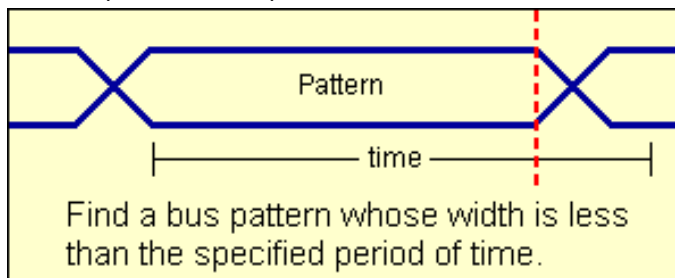 Pattern
time
Find a bus pattern whose width is less
than the specified period of time.